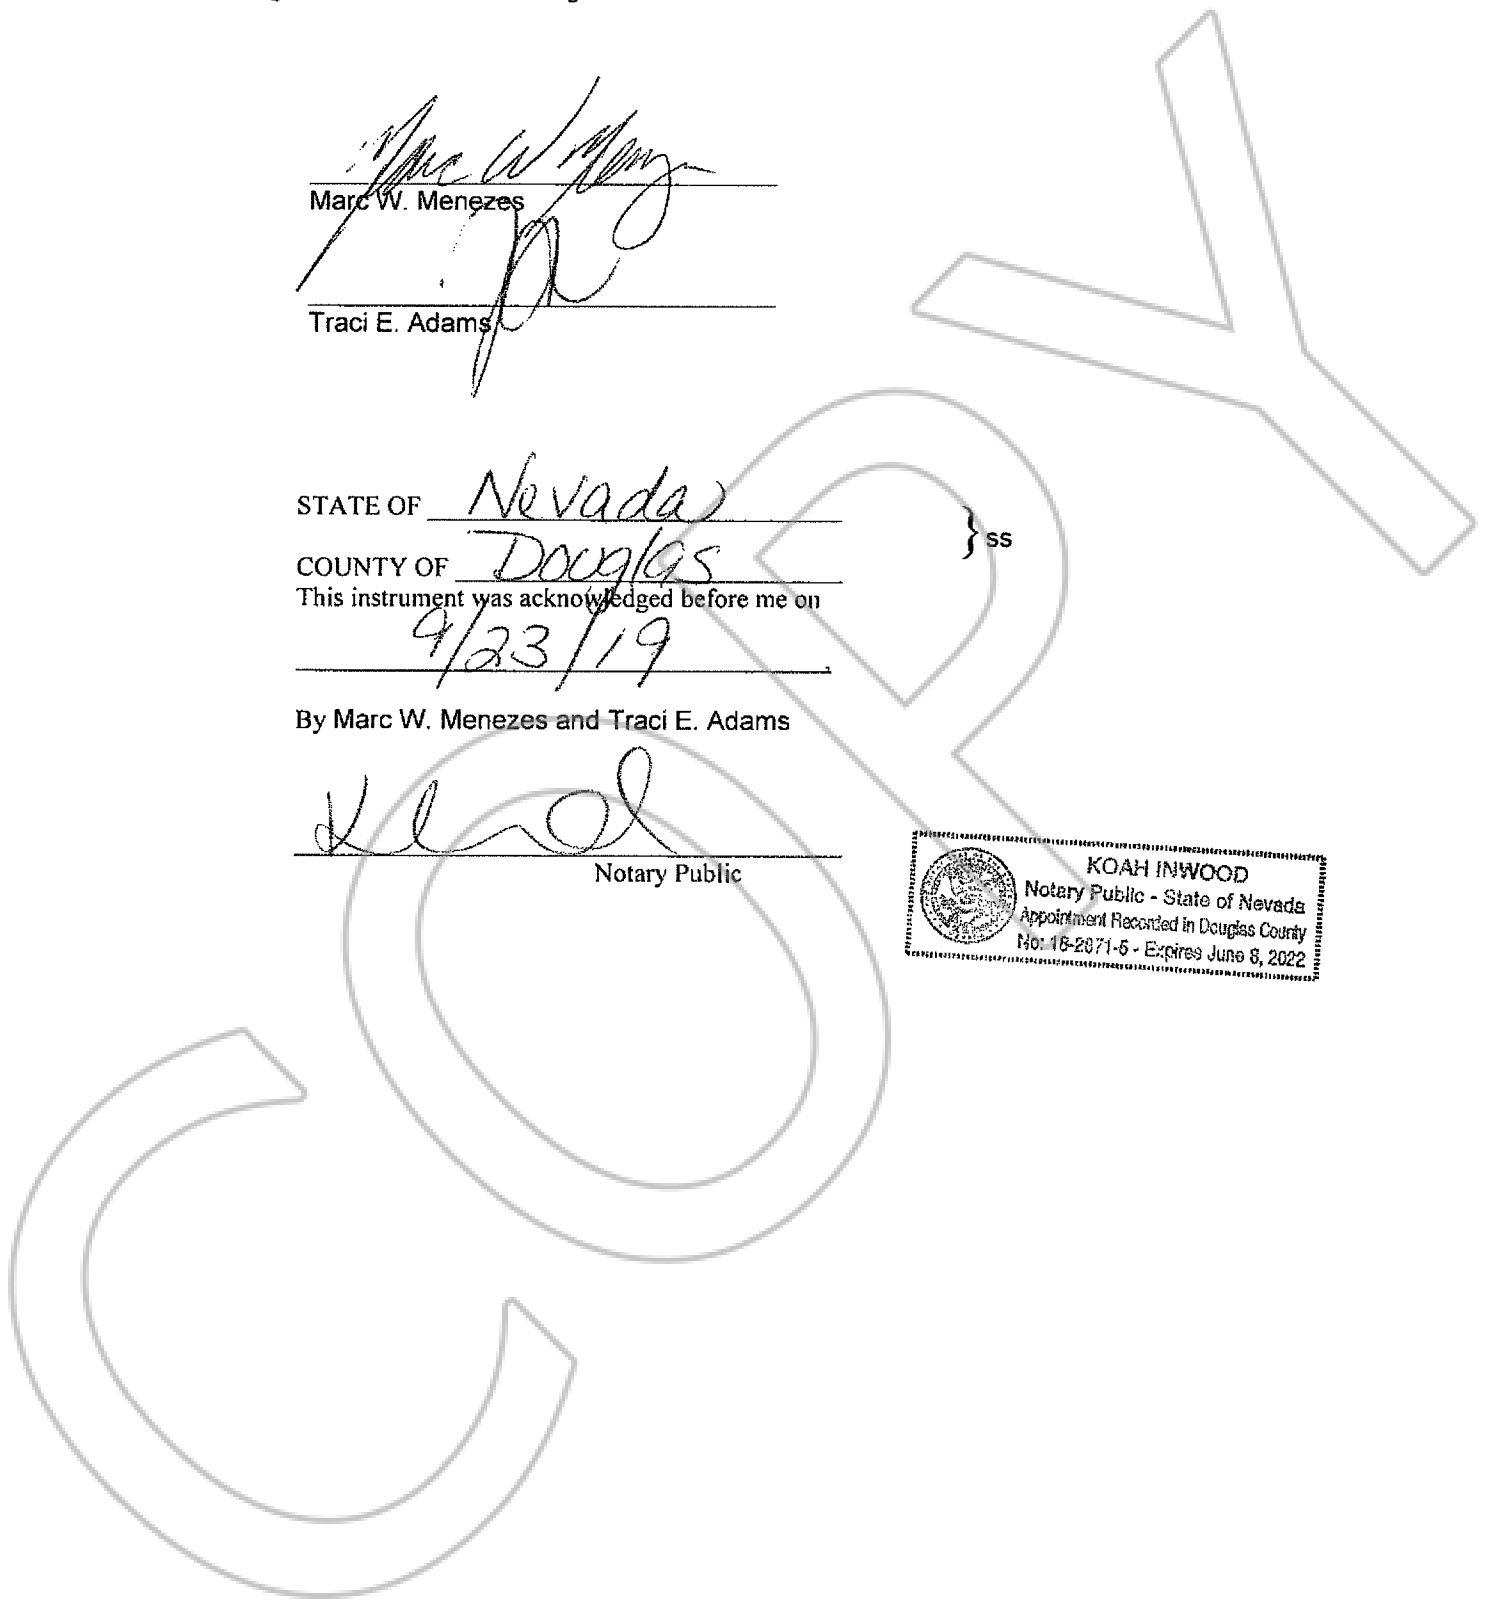 Marc W Menez
Marc W. Menezes
Traci E. Adams
STATE OF Nevada
} ss
COUNTY OF Douglas
This instrument was acknowledged before me on
9/23/19
By Marc W. Menezes and Traci E. Adams
Notary Public
KOAH INWOOD
Notary Public - State of Nevada
Appointment Recorded in Douglas County
No: 18-2871-5 - Expires June 8, 2022
COPY